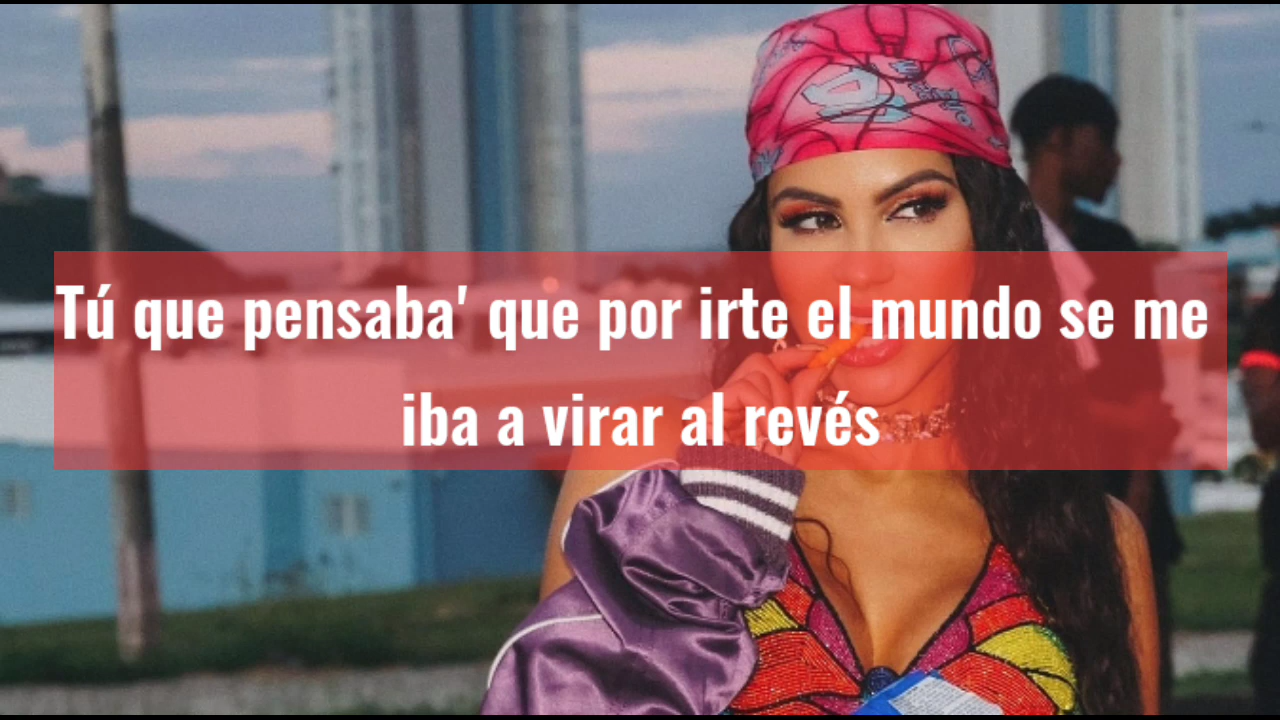 Tú que pensaba' que por irte el mundo se me
iba a virar al revés